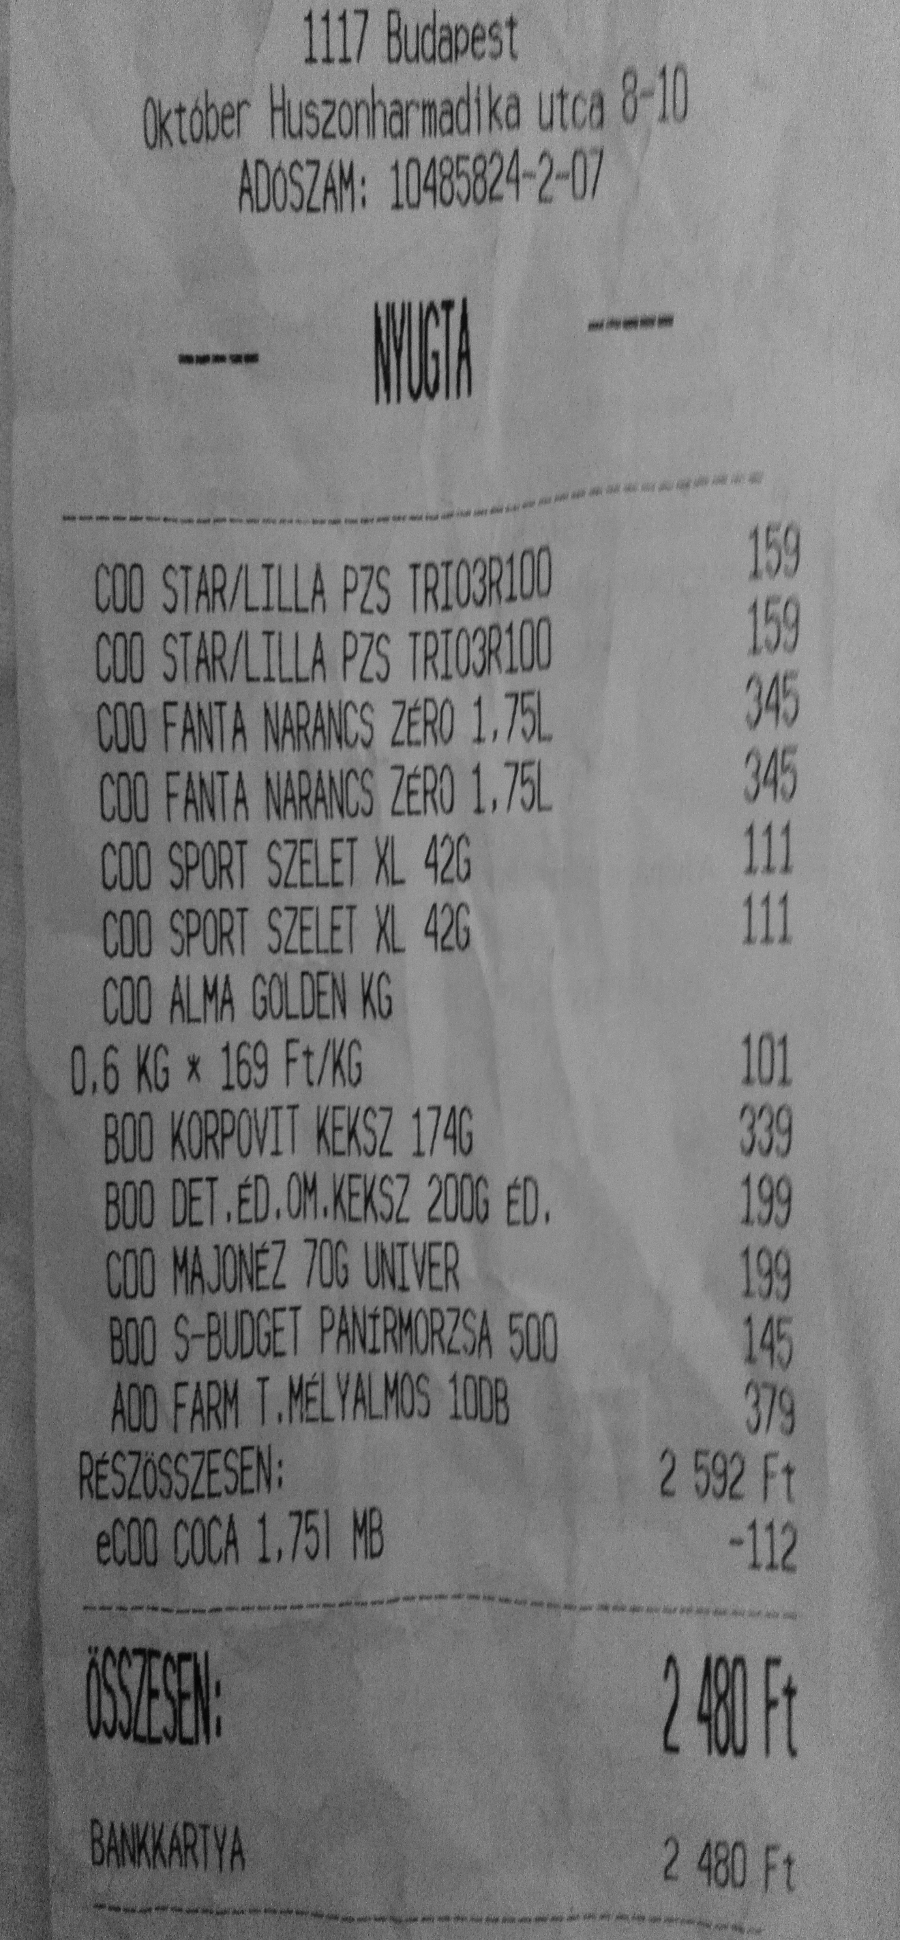 1117 Budapest
Október Huszonharmadika utca 8-10
ADÓSZÁM: 10485824-2-07
----- NYUGTA -----
C00 STAR/LILLA PZS TRIO3R100 159
C00 STAR/LILLA PZS TRIO3R100 159
C00 FANTA NARANCS ZÉRO 1,75L 345
C00 FANTA NARANCS ZÉRO 1,75L 345
C00 SPORT SZELET XL 42G 111
C00 SPORT SZELET XL 42G 111
C00 ALMA GOLDEN KG
0,6 KG * 169 Ft/KG 101
B00 KORPOVIT KEKSZ 174G 339
B00 DET.ÉD.OM.KEKSZ 200G ÉD. 199
C00 MAJONÉZ 70G UNIVER 199
B00 S-BUDGET PANÍRMORZSA 500 145
A00 FARM T.MÉLYALMOS 10DB 379
RÉSZÖSSZESEN: 2 592 Ft
eC00 COCA 1,75l MB -112
ÖSSZESEN: 2 480 Ft
BANKKÁRTYA 2 480 Ft